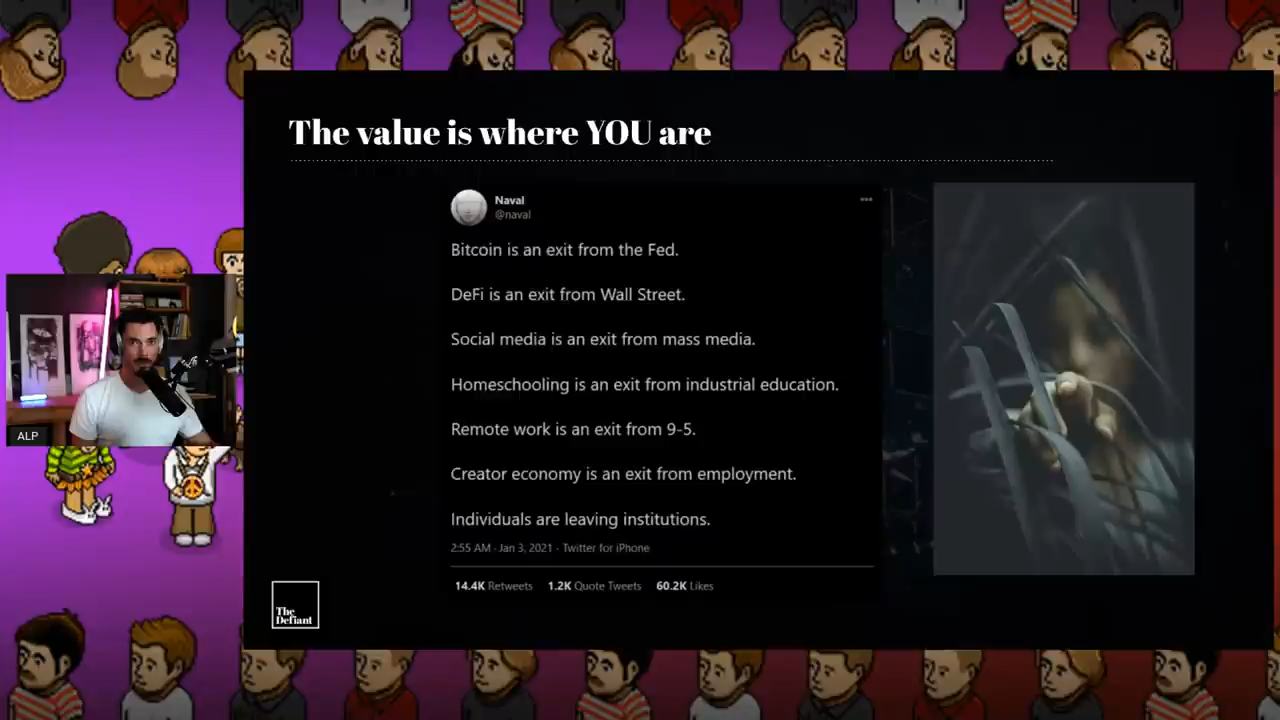 The value is where YOU are
Naval
@naval
Bitcoin is an exit from the Fed.
DeFi is an exit from Wall Street.
Social media is an exit from mass media.
Homeschooling is an exit from industrial education.
Remote work is an exit from 9-5.
Creator economy is an exit from employment.
Individuals are leaving institutions.
2:55 AM · Jan 3, 2021 · Twitter for iPhone
14.4K Retweets 1.2K Quote Tweets 60.2K Likes
ALP
The
Defiant